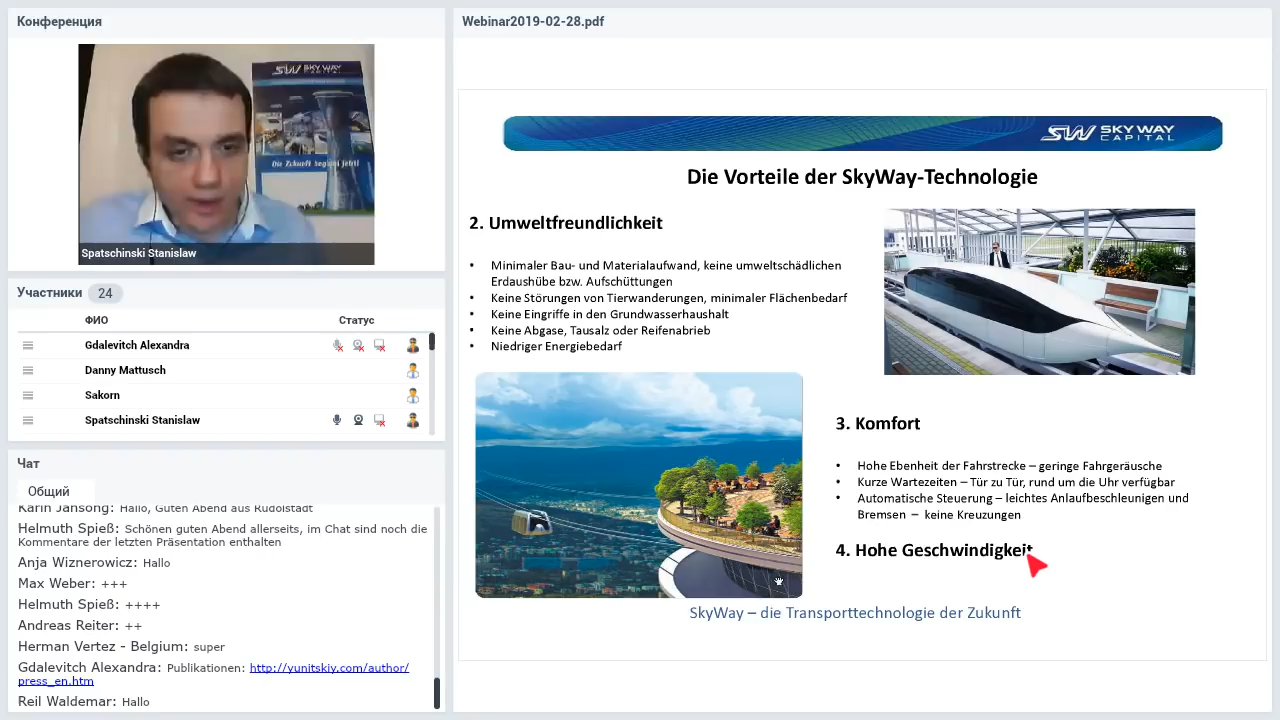 Конференция
SKY WAY
CAPITAL
Die Zukunft beginnt jetzt!
Spatschinski Stanislaw
Участники 24
ФИО Статус
Gdalevitch Alexandra
Danny Mattusch
Sakorn
Spatschinski Stanislaw
Чат
Общий
Karin Jansong: Hallo, Guten Abend aus Rudolstadt
Helmuth Spieß: Schönen guten Abend allerseits, im Chat sind noch die
Kommentare der letzten Präsentation enthalten
Anja Wiznerowicz: Hallo
Max Weber: +++
Helmuth Spieß: ++++
Andreas Reiter: ++
Herman Vertez - Belgium: super
Gdalevitch Alexandra: Publikationen: http://yunitskiy.com/author/
press_en.htm
Reil Waldemar: Hallo
Webinar2019-02-28.pdf
SW SKY WAY
CAPITAL
Die Vorteile der SkyWay-Technologie
2. Umweltfreundlichkeit
• Minimaler Bau- und Materialaufwand, keine umweltschädlichen
Erdaushübe bzw. Aufschüttungen
• Keine Störungen von Tierwanderungen, minimaler Flächenbedarf
• Keine Eingriffe in den Grundwasserhaushalt
• Keine Abgase, Tausalz oder Reifenabrieb
• Niedriger Energiebedarf
3. Komfort
• Hohe Ebenheit der Fahrstrecke – geringe Fahrgeräusche
• Kurze Wartezeiten – Tür zu Tür, rund um die Uhr verfügbar
• Automatische Steuerung – leichtes Anlaufbeschleunigen und
Bremsen – keine Kreuzungen
4. Hohe Geschwindigkeit
SkyWay – die Transporttechnologie der Zukunft